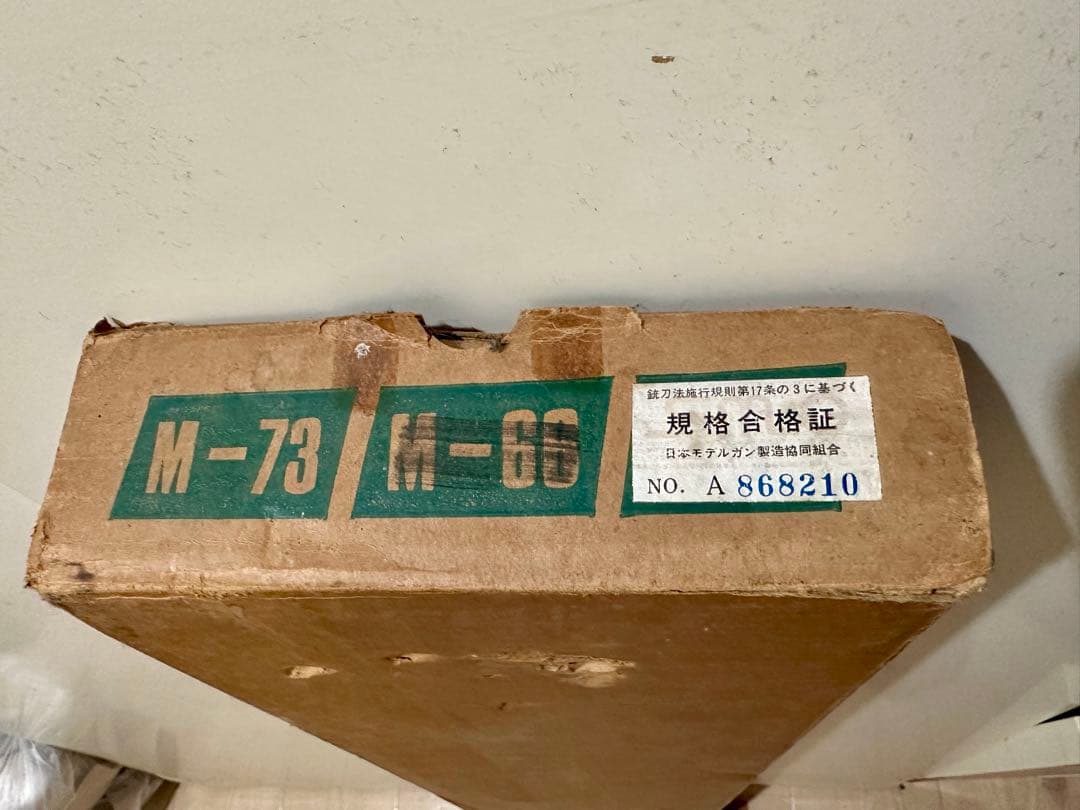 M-73
M-66
銃刀法施行規則第17条の3に基づく
規格合格証
日本モデルガン製造協同組合
NO. A 868210